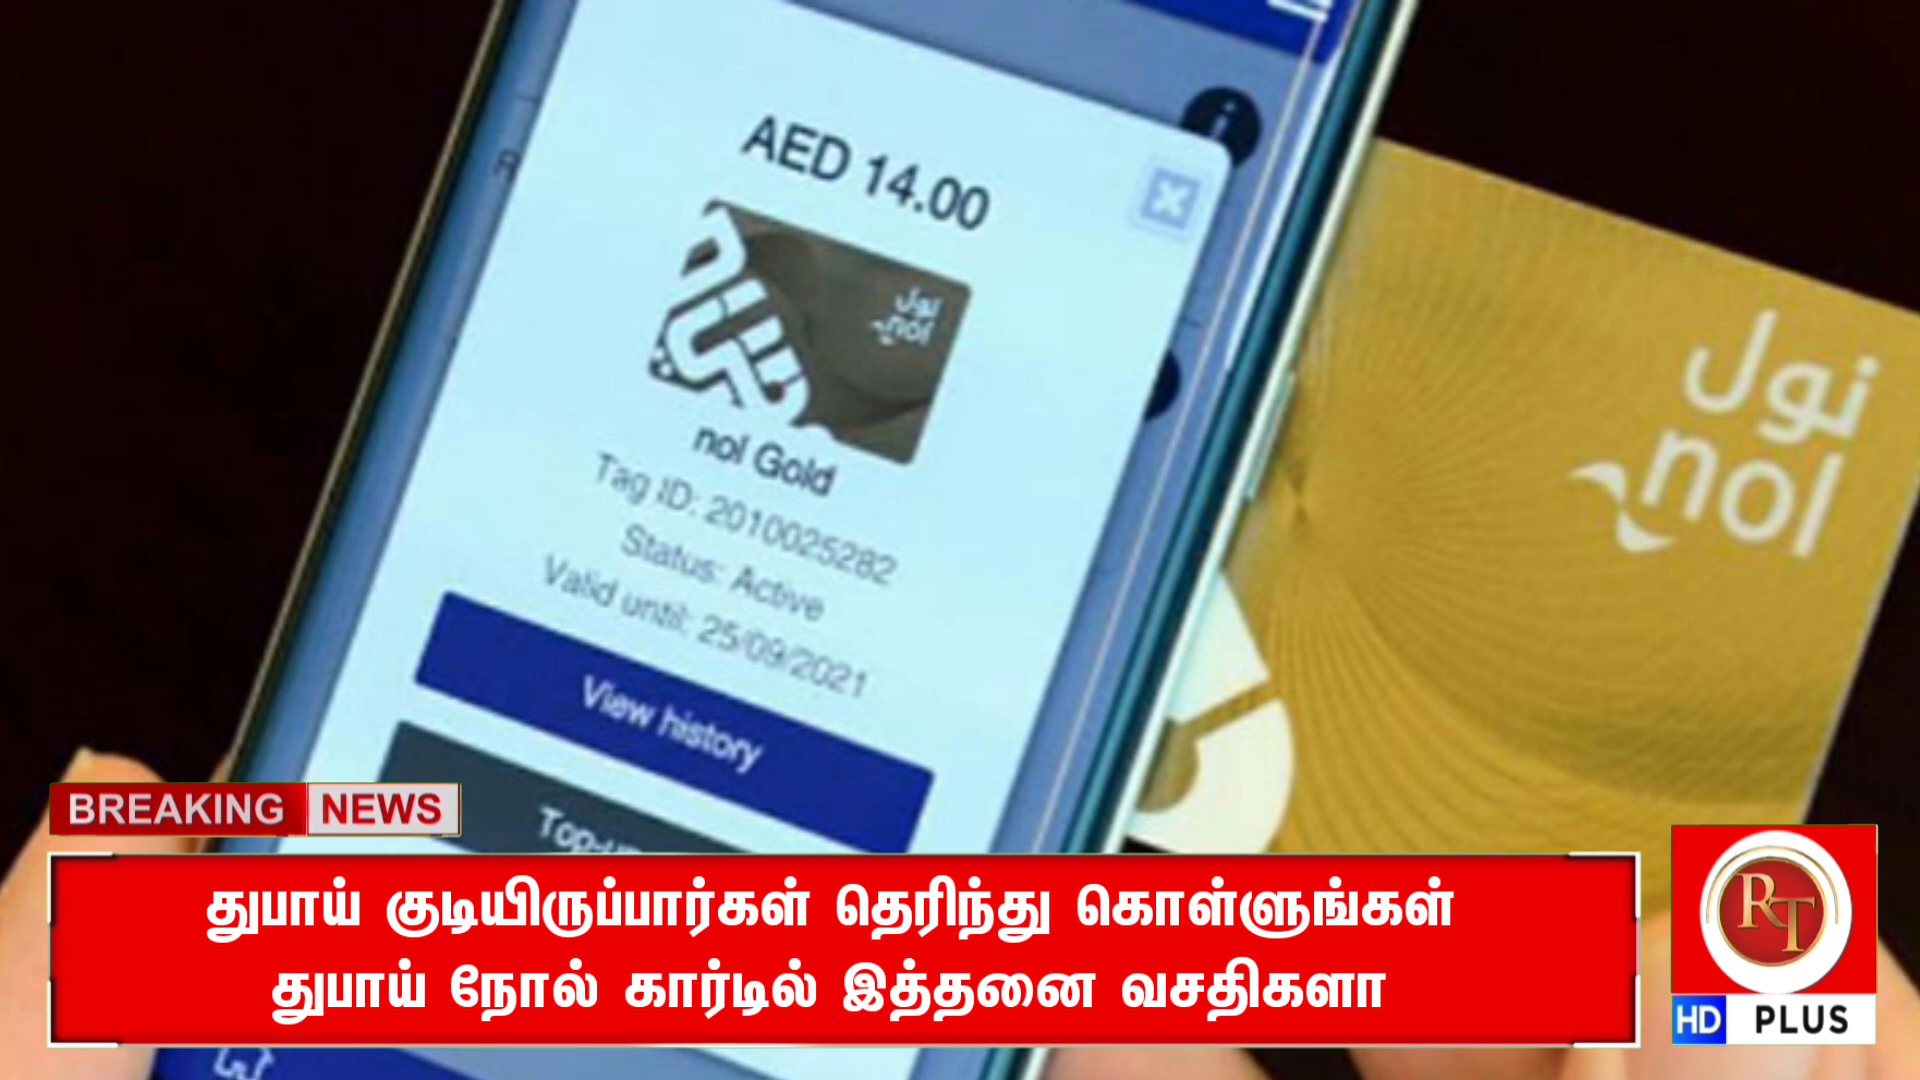 AED 14.00
نول
nol
nol Gold
Tag ID: 2010025282
Status: Active
Valid until: 25/09/2021
View history
نول
nol
BREAKING NEWS
துபாய் குடியிருப்பார்கள் தெரிந்து கொள்ளுங்கள்
துபாய் நோல் கார்டில் இத்தனை வசதிகளா
RT
HD PLUS